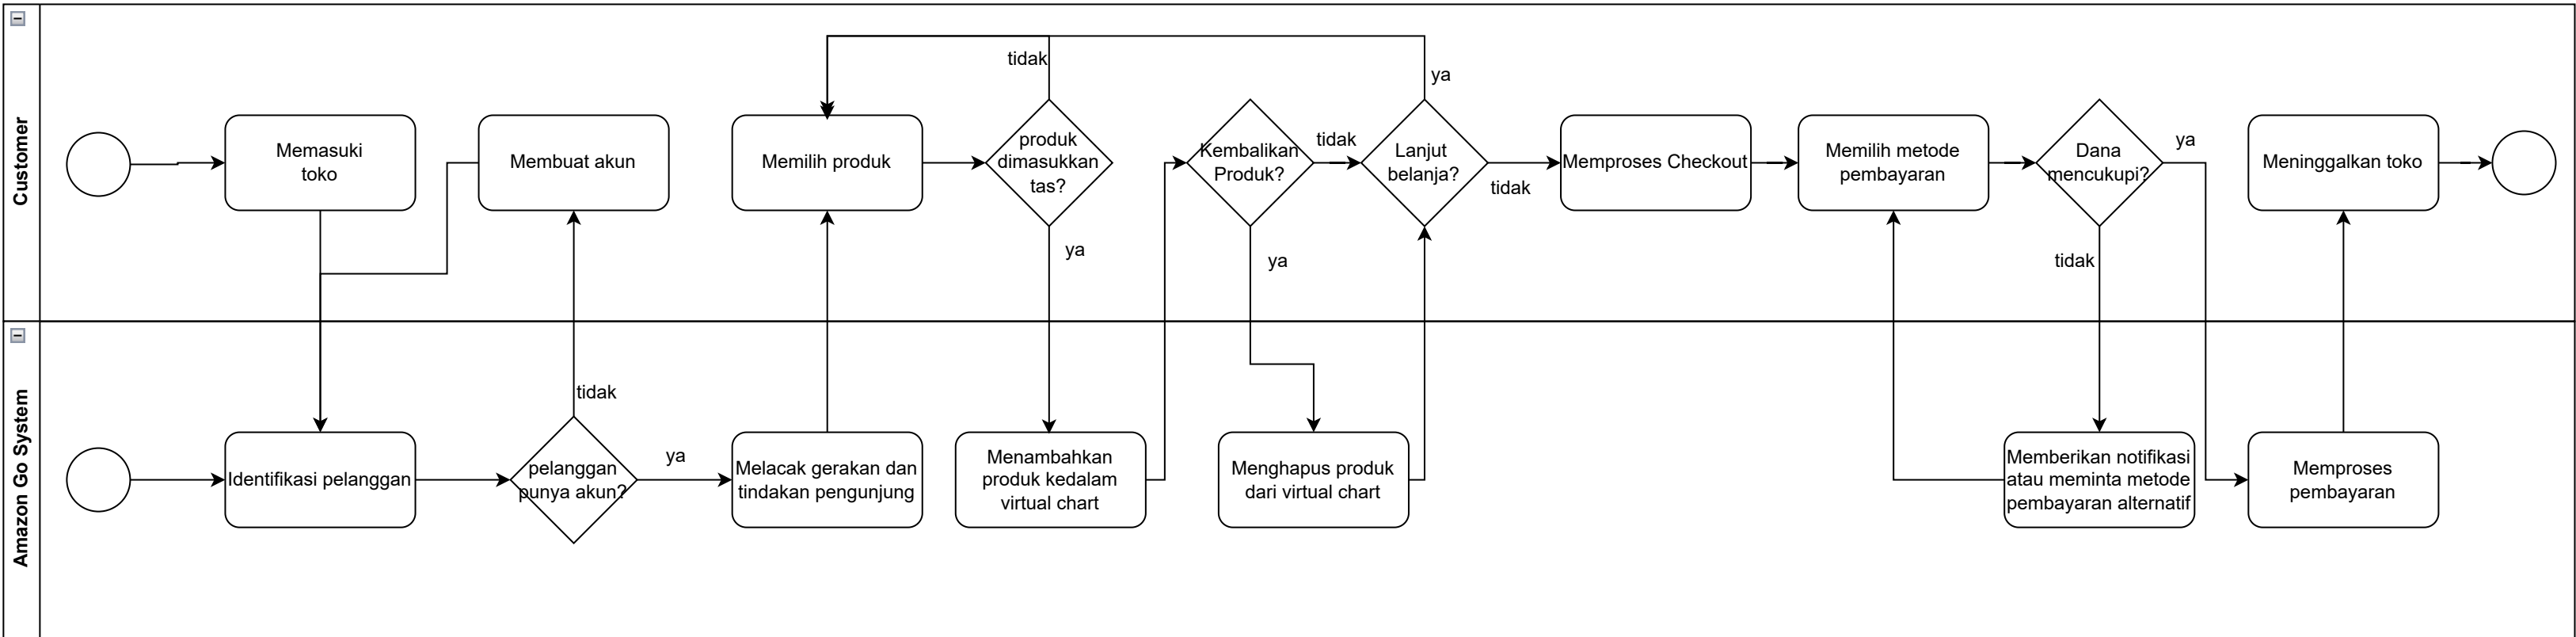 Customer
Memasuki
toko
Membuat akun
Memilih produk
tidak
produk
dimasukkan
tas?
ya
Kembalikan
Produk?
tidak
ya
Lanjut
belanja?
ya
tidak
Memproses Checkout
Memilih metode
pembayaran
Dana
mencukupi?
ya
tidak
Meninggalkan toko
Amazon Go System
Identifikasi pelanggan
pelanggan
punya akun?
tidak
ya
Melacak gerakan dan
tindakan pengunjung
Menambahkan
produk kedalam
virtual chart
Menghapus produk
dari virtual chart
Memberikan notifikasi
atau meminta metode
pembayaran alternatif
Memproses
pembayaran